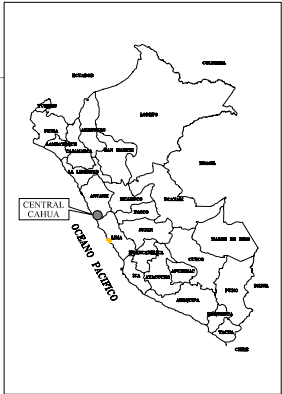 COLOMBIA
ECUADOR
TUMBES
LORETO
PIURA
AMAZONAS
LAMBAYEQUE
CAJAMARCA
SAN MARTIN
BRASIL
LA LIBERTAD
ANCASH
HUANUCO
UCAYALI
CENTRAL
CAHUA
PASCO
JUNIN
LIMA
MADRE DE DIOS
OCEANO PACIFICO
HUANCAVELICA
CUSCO
ICA
AYACUCHO
APURIMAC
PUNO
AREQUIPA
MOQUEGUA
TACNA
CHILE